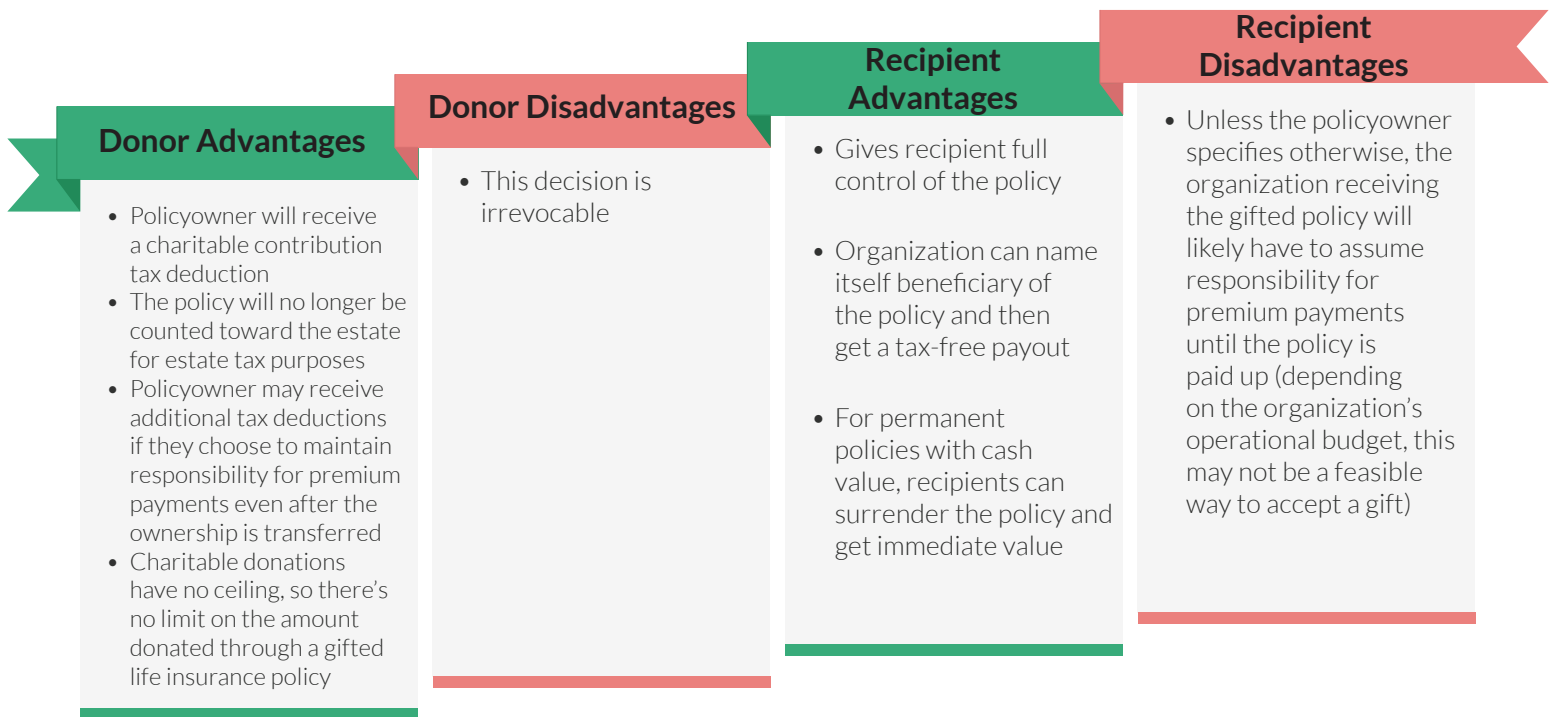 Donor Advantages
• Policyowner will receive
a charitable contribution
tax deduction
• The policy will no longer be
counted toward the estate
for estate tax purposes
• Policyowner may receive
additional tax deductions
if they choose to maintain
responsibility for premium
payments even after the
ownership is transferred
• Charitable donations
have no ceiling, so there’s
no limit on the amount
donated through a gifted
life insurance policy
Donor Disadvantages
• This decision is
irrevocable
Recipient
Advantages
• Gives recipient full
control of the policy
• Organization can name
itself beneficiary of
the policy and then
get a tax-free payout
• For permanent
policies with cash
value, recipients can
surrender the policy and
get immediate value
Recipient
Disadvantages
• Unless the policyowner
specifies otherwise, the
organization receiving
the gifted policy will
likely have to assume
responsibility for
premium payments
until the policy is
paid up (depending
on the organization’s
operational budget, this
may not be a feasible
way to accept a gift)